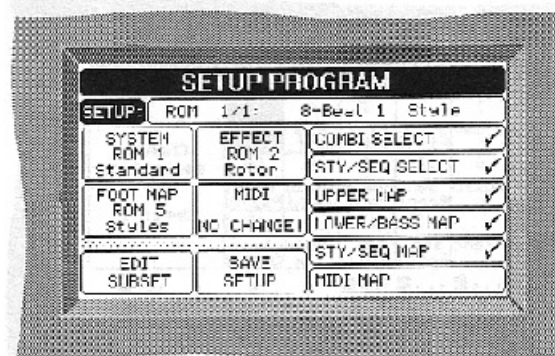 SETUP PROGRAM
SETUP: ROM 1/1: 8-Beat 1 Style
SYSTEM
ROM 1
Standard
EFFECT
ROM 2
Rotor
COMBI SELECT ✓
STY/SEQ SELECT ✓
FOOT MAP
ROM 5
Styles
MIDI
NO CHANGE!
UPPER MAP ✓
LOWER/BASS MAP ✓
EDIT
SUBSET
SAVE
SETUP
STY/SEQ MAP ✓
MIDI MAP